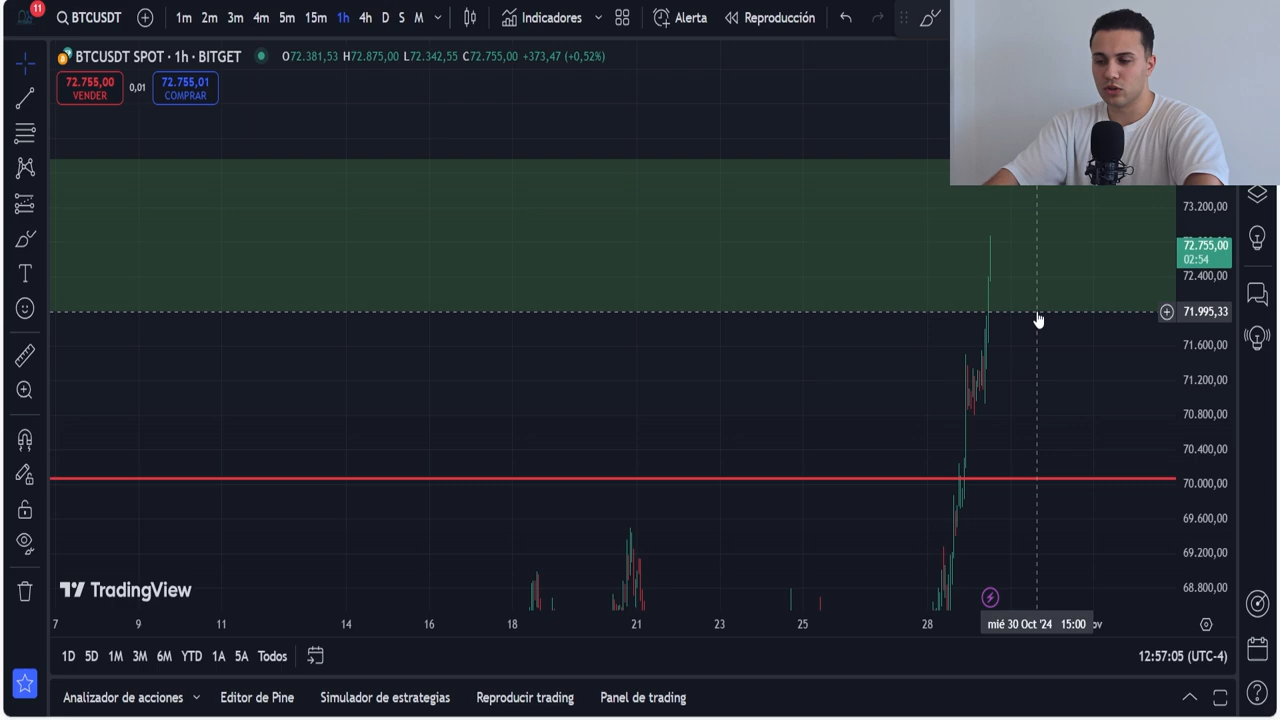 11
BTCUSDT
1m 2m 3m 4m 5m 15m 1h 4h D S M
Indicadores
Alerta
Reproducción
BTCUSDT SPOT · 1h · BITGET
O72.381,53 H72.875,00 L72.342,55 C72.755,00 +373,47 (+0,52%)
72.755,00
VENDER
0,01
72.755,01
COMPRAR
73.200,00
72.755,00
02:54
72.400,00
71.995,33
71.600,00
71.200,00
70.800,00
70.400,00
70.000,00
69.600,00
69.200,00
68.800,00
TradingView
7 9 11 14 16 18 21 23 25 28
mié 30 Oct '24 15:00
1D 5D 1M 3M 6M YTD 1A 5A Todos
12:57:05 (UTC-4)
Analizador de acciones
Editor de Pine
Simulador de estrategias
Reproducir trading
Panel de trading